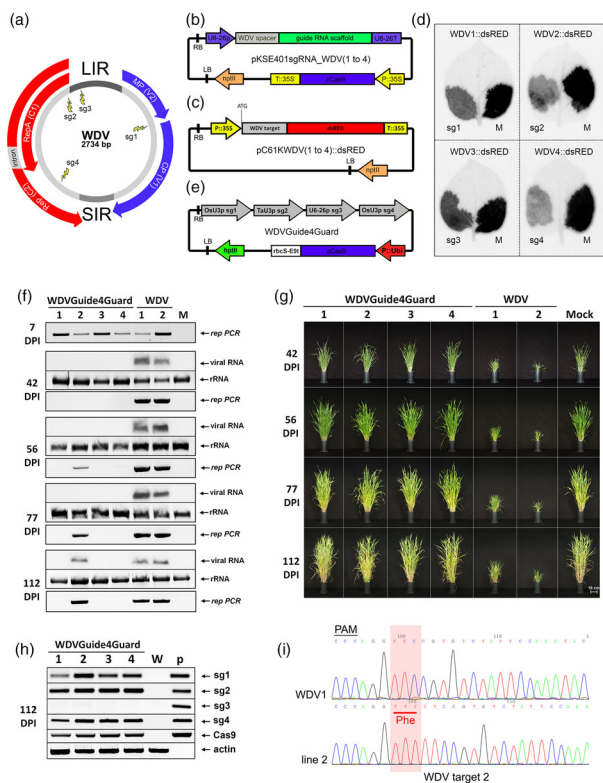 (a)
LIR
MP (V2)
RepA (C1)
sg3
sg2
sg1
WDV
2734 bp
sg4
CP (V1)
Rep (C2)
SIR
(b)
U6-26p
WDV spacer
guide RNA scaffold
U6-26T
RB
pKSE401sgRNA_WDV(1 to 4)
LB
nptII
T::35S
zCas9
P::35S
(c)
ATG
P::35S
WDV target
dsRED
T::35S
RB
pC61KWDV(1 to 4)::dsRED
LB
nptII
(e)
OsU3p sg1
TaU3p sg2
U6-26p sg3
OsU3p sg4
RB
WDVGuide4Guard
LB
hptII
rbcS-E9t
zCas9
P::Ubi
(d)
WDV1::dsRED
WDV2::dsRED
sg1 M
sg2 M
WDV3::dsRED
WDV4::dsRED
sg3 M
sg4 M
(f)
WDVGuide4Guard WDV
1 2 3 4 1 2 M
7 DPI
rep PCR
42 DPI
viral RNA
rRNA
rep PCR
56 DPI
viral RNA
rRNA
rep PCR
77 DPI
viral RNA
rRNA
rep PCR
112 DPI
viral RNA
rRNA
rep PCR
(g)
WDVGuide4Guard WDV
1 2 3 4 1 2 Mock
42 DPI
56 DPI
77 DPI
112 DPI
10 cm
(h)
WDVGuide4Guard
1 2 3 4 W p
112 DPI
sg1
sg2
sg3
sg4
Cas9
actin
(i)
PAM
WDV1
Phe
line 2
WDV target 2